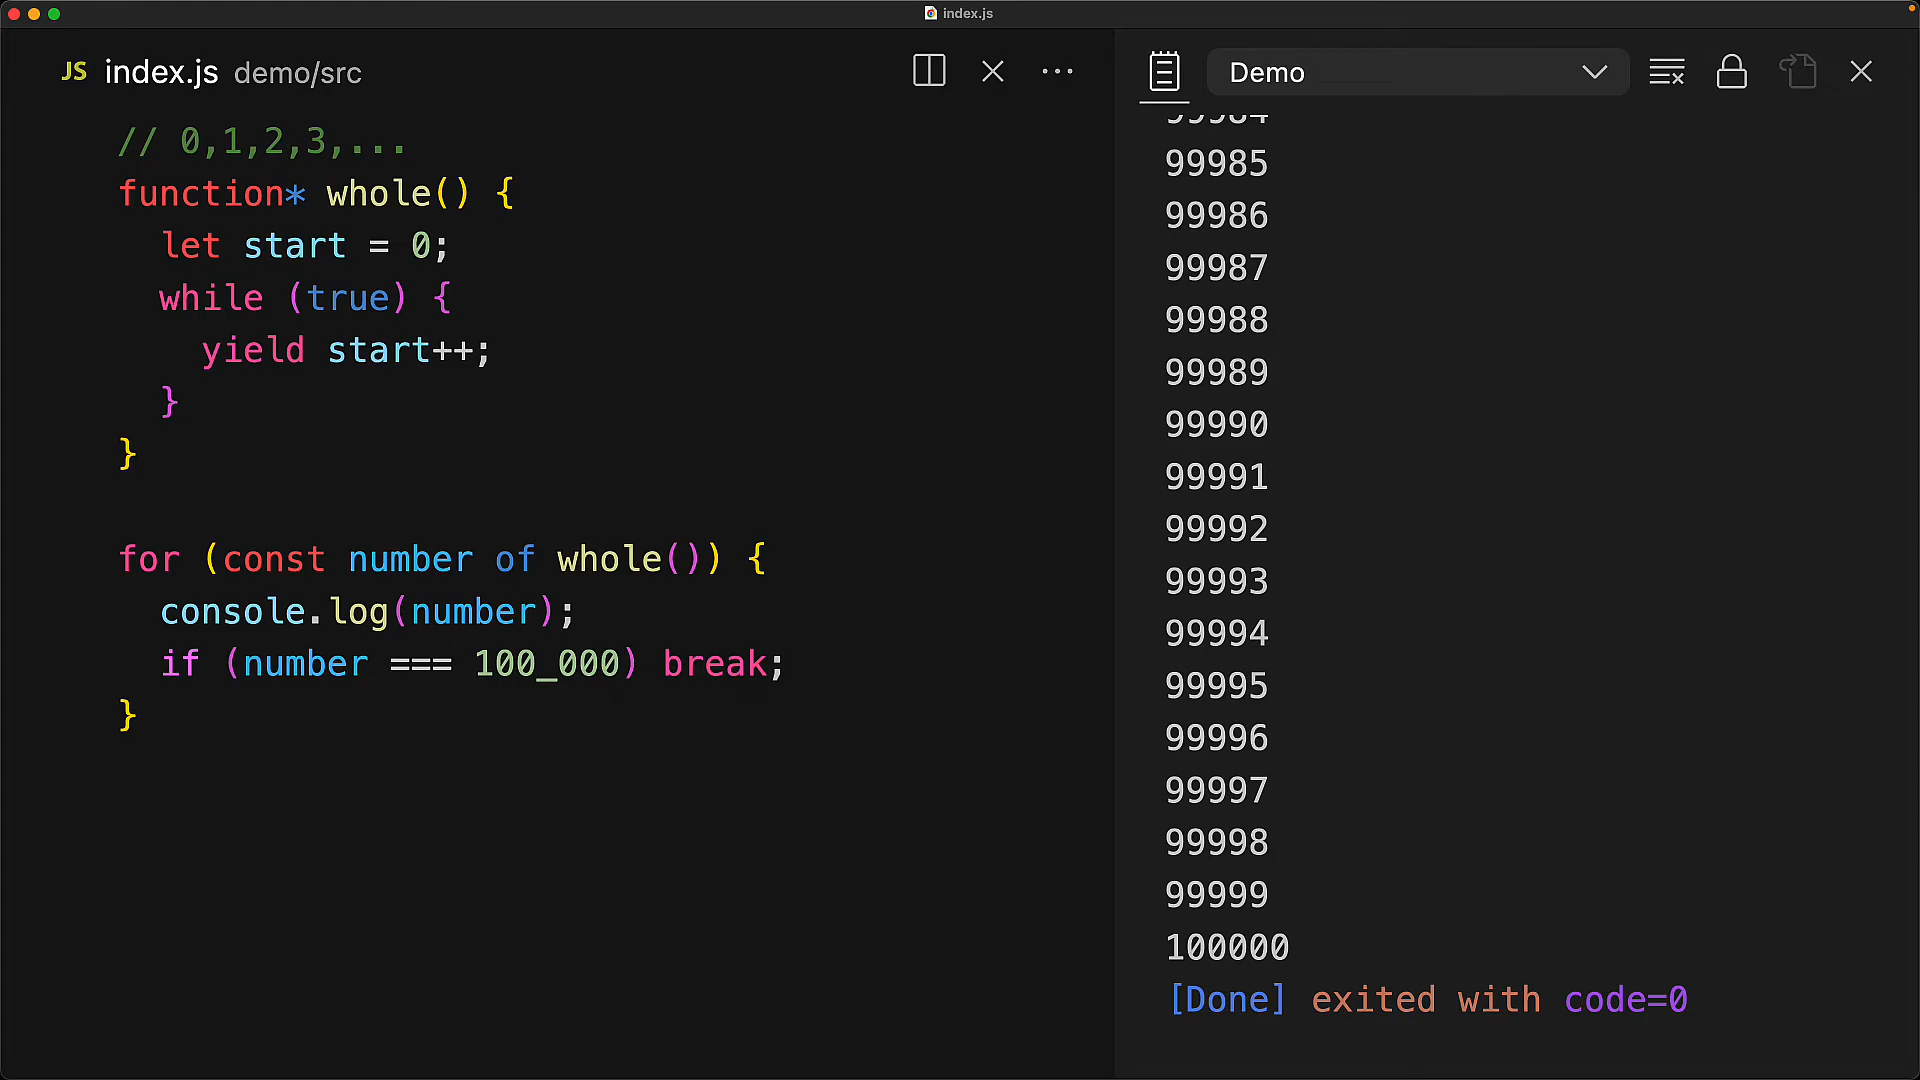 index.js
JS index.js demo/src
// 0,1,2,3,...
function* whole() {
  let start = 0;
  while (true) {
    yield start++;
  }
}
for (const number of whole()) {
  console.log(number);
  if (number === 100_000) break;
}
Demo
99984
99985
99986
99987
99988
99989
99990
99991
99992
99993
99994
99995
99996
99997
99998
99999
100000
[Done] exited with code=0